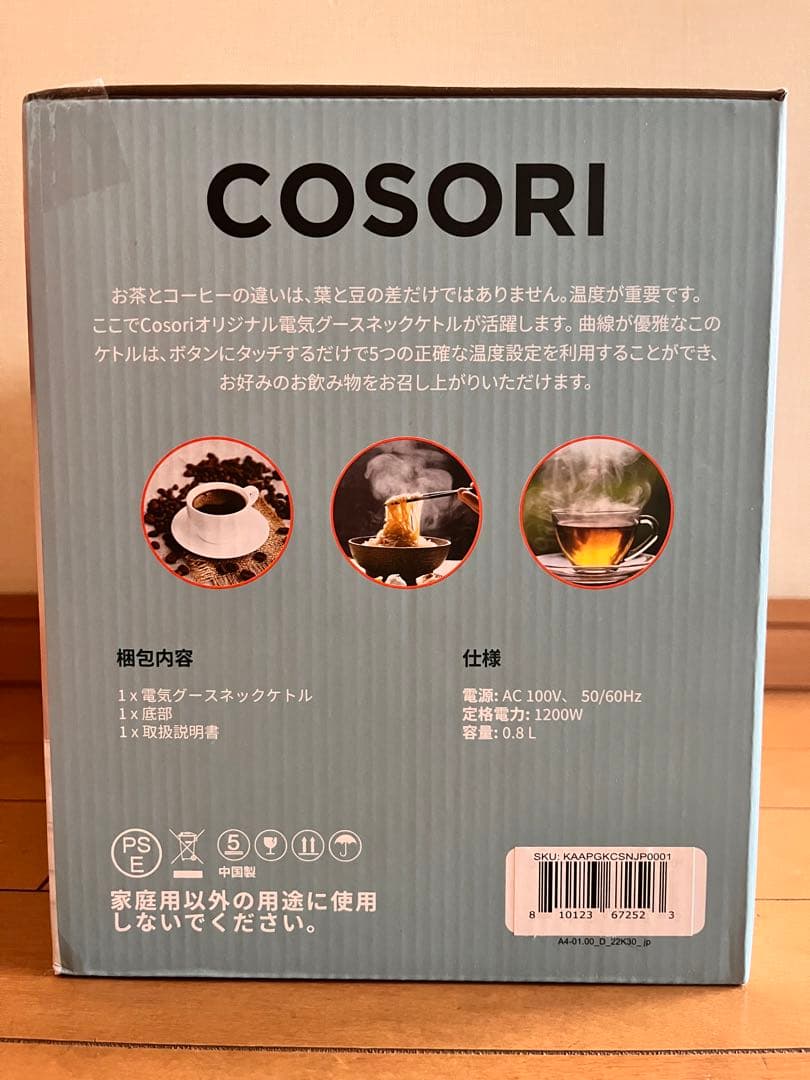 COSORI
お茶とコーヒーの違いは、葉と豆の差だけではありません。温度が重要です。
ここでCosoriオリジナル電気グースネックケトルが活躍します。曲線が優雅なこの
ケトルは、ボタンにタッチするだけで5つの正確な温度設定を利用することができ、
お好みのお飲み物をお召し上がりいただけます。
梱包内容
1 x 電気グースネックケトル
1 x 底部
1 x 取扱説明書
仕様
電源: AC 100V、 50/60Hz
定格電力: 1200W
容量: 0.8 L
PS
E
5
中国製
家庭用以外の用途に使用
しないでください。
SKU: KAAPGKCSNJP0001
8 10123 67252 3
A4-01.00_D_22K30_jp